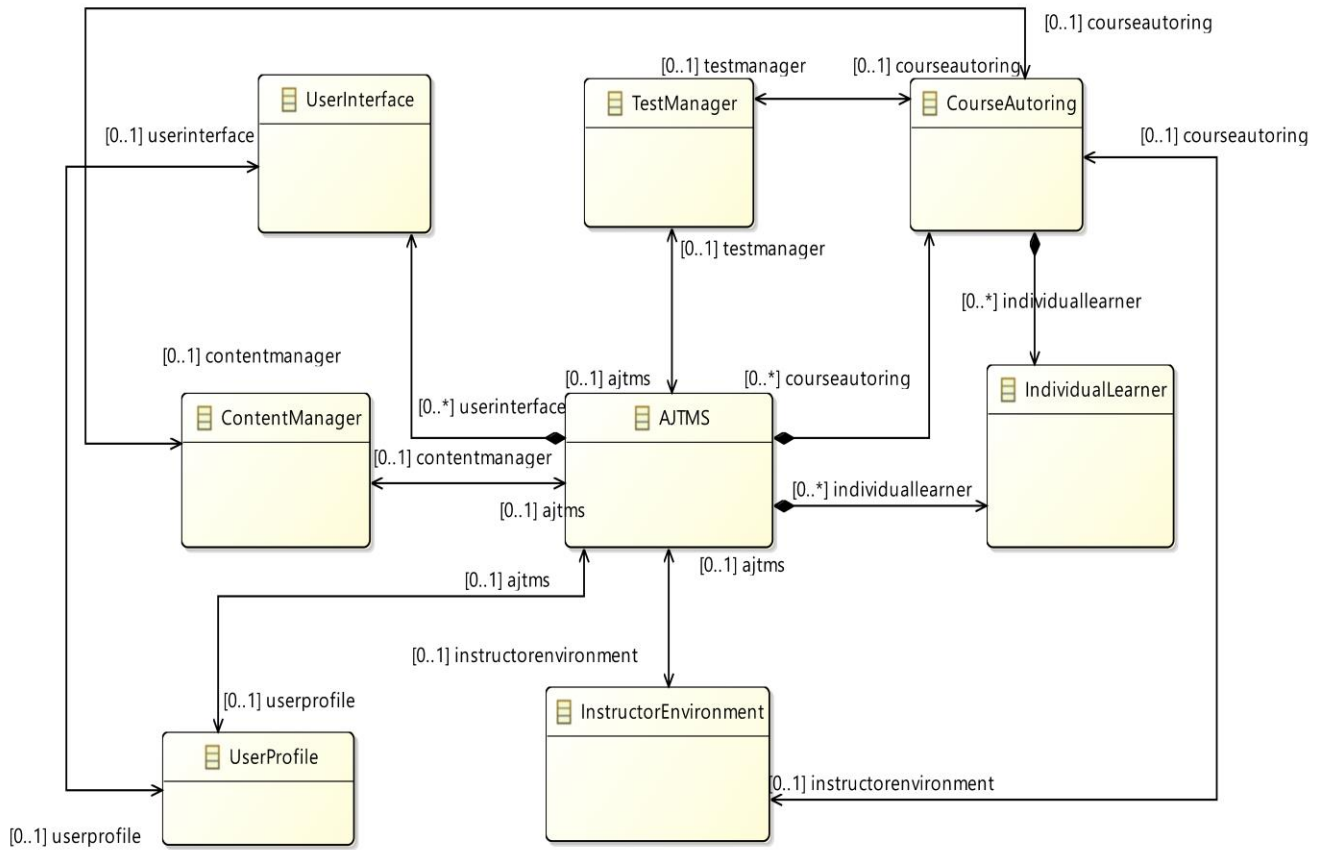 [0..1] courseautoring
[0..1] testmanager
[0..1] courseautoring
UserInterface
TestManager
CourseAutoring
[0..1] userinterface
[0..1] courseautoring
[0..1] testmanager
[0..*] individuallearner
[0..1] contentmanager
[0..1] ajtms
[0..*] courseautoring
IndividualLearner
[0..*] userinterface
ContentManager
AJTMS
[0..1] contentmanager
[0..*] individuallearner
[0..1] ajtms
[0..1] ajtms
[0..1] ajtms
[0..1] instructorenvironment
[0..1] userprofile
InstructorEnvironment
UserProfile
[0..1] instructorenvironment
[0..1] userprofile